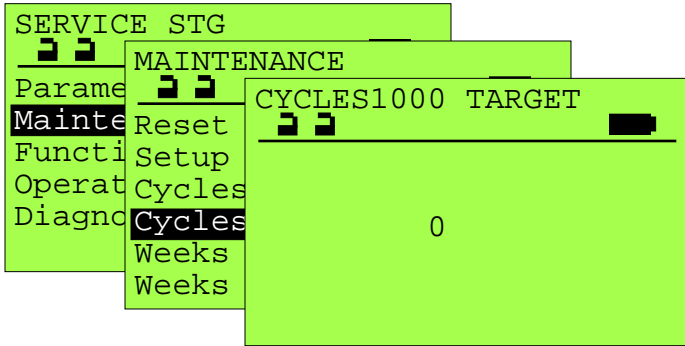 SERVICE STG
Parame
Mainte
Functi
Operat
Diagno
MAINTENANCE
Reset
Setup
Cycles
Cycles
Weeks
Weeks
CYCLES1000 TARGET
0